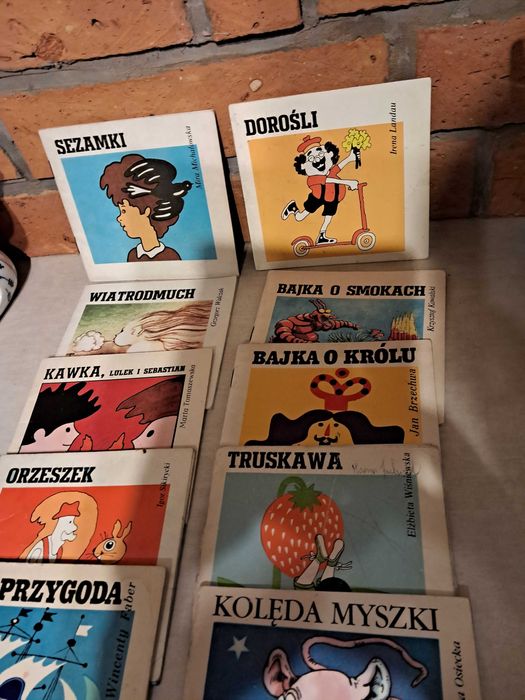 SEZAMKI
Mira Michałowska
DOROŚLI
Irena Landau
WIATRODMUCH
Grzegorz Walczak
BAJKA O SMOKACH
Krzysztof Kowalski
KAWKA, LULEK I SEBASTIAN
Marta Tomaszewska
BAJKA O KRÓLU
Jan Brzechwa
ORZESZEK
Igor Sikirycki
TRUSKAWA
Elżbieta Wiśniewska
PRZYGODA
Wincenty Faber
KOLĘDA MYSZKI
Osiecka